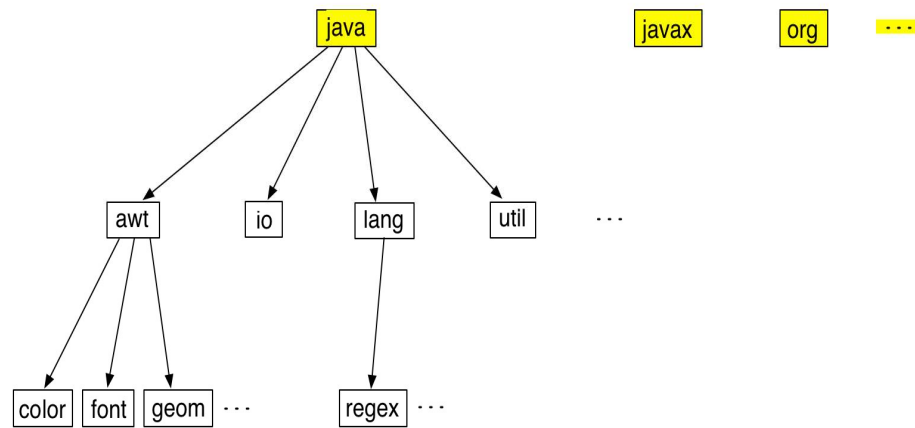 java javax org ...
awt io lang util ...
color font geom ... regex ...